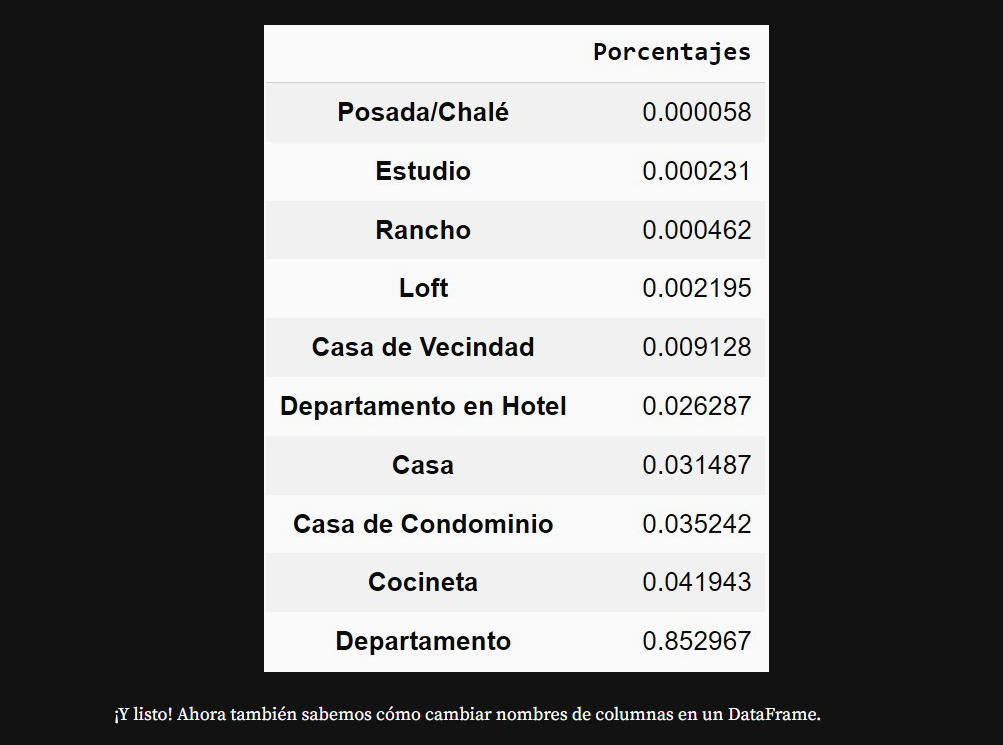 Porcentajes
Posada/Chalé 0.000058
Estudio 0.000231
Rancho 0.000462
Loft 0.002195
Casa de Vecindad 0.009128
Departamento en Hotel 0.026287
Casa 0.031487
Casa de Condominio 0.035242
Cocineta 0.041943
Departamento 0.852967
¡Y listo! Ahora también sabemos cómo cambiar nombres de columnas en un DataFrame.